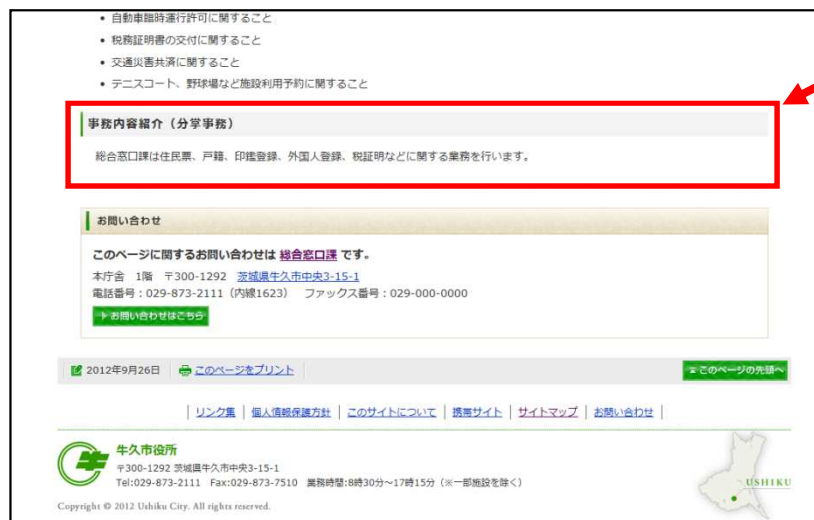 • 自動車臨時運行許可に関すること
• 税務証明書の交付に関すること
• 交通災害共済に関すること
• テニスコート、野球場など施設利用予約に関すること
事務内容紹介（分掌事務）
総合窓口課は住民票、戸籍、印鑑登録、外国人登録、税証明などに関する業務を行います。
お問い合わせ
このページに関するお問い合わせは 総合窓口課 です。
本庁舎 1階 〒300-1292 茨城県牛久市中央3-15-1
電話番号：029-873-2111（内線1623） ファックス番号：029-000-0000
お問い合わせはこちら
2012年9月26日 このページをプリント このページの先頭へ
リンク集 | 個人情報保護方針 | このサイトについて | 携帯サイト | サイトマップ | お問い合わせ
牛久市役所
〒300-1292 茨城県牛久市中央3-15-1
Tel:029-873-2111 Fax:029-873-7510 業務時間:8時30分～17時15分（※一部施設を除く）
USHIKU
Copyright © 2012 Ushiku City. All rights reserved.